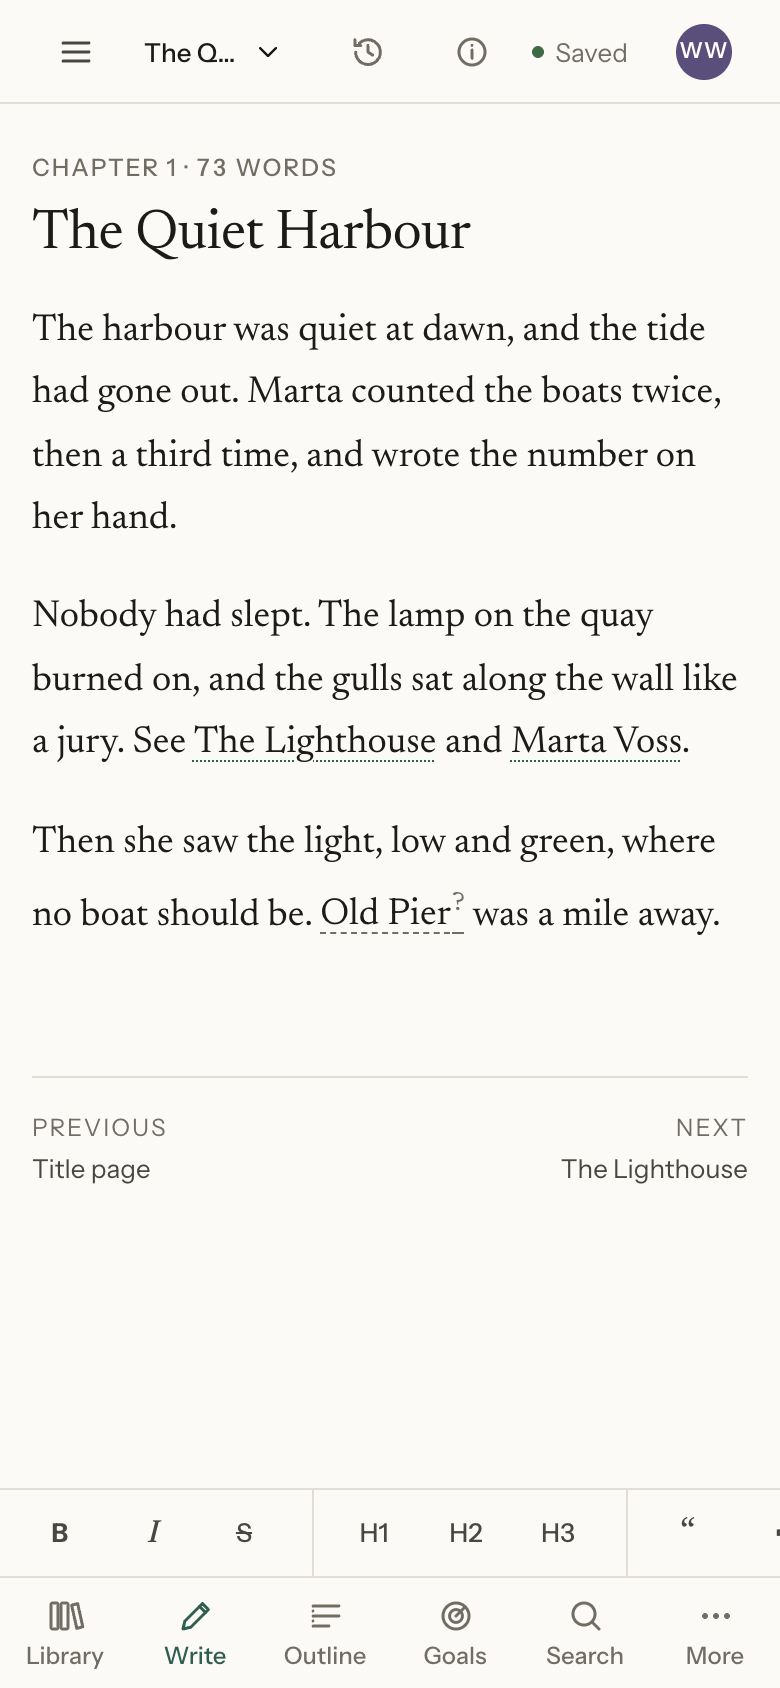 The Q...
Saved
WW
CHAPTER 1 · 73 WORDS
The Quiet Harbour
The harbour was quiet at dawn, and the tide
had gone out. Marta counted the boats twice,
then a third time, and wrote the number on
her hand.
Nobody had slept. The lamp on the quay
burned on, and the gulls sat along the wall like
a jury. See The Lighthouse and Marta Voss.
Then she saw the light, low and green, where
no boat should be. Old Pier? was a mile away.
PREVIOUS
NEXT
Title page
The Lighthouse
B I S H1 H2 H3 “
Library Write Outline Goals Search More